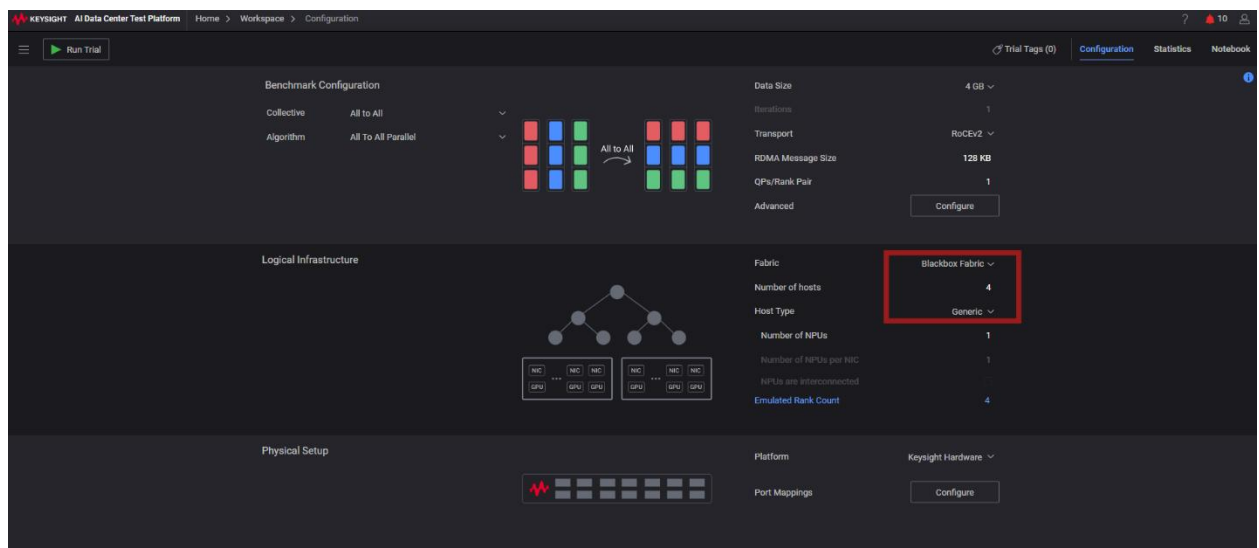 KEYSIGHT AI Data Center Test Platform Home > Workspace > Configuration ? 10
Run Trial Trial Tags (0) Configuration Statistics Notebook
Benchmark Configuration
Collective All to All
Algorithm All To All Parallel
All to All
Data Size 4 GB
Iterations 1
Transport RoCEv2
RDMA Message Size 128 KB
QPs/Rank Pair 1
Advanced Configure
Logical Infrastructure
NIC ... NIC NIC NIC ... NIC NIC
GPU GPU GPU GPU GPU GPU
Fabric Blackbox Fabric
Number of hosts 4
Host Type Generic
Number of NPUs 1
Number of NPUs per NIC 1
NPUs are interconnected
Emulated Rank Count 4
Physical Setup
Platform Keysight Hardware
Port Mappings Configure